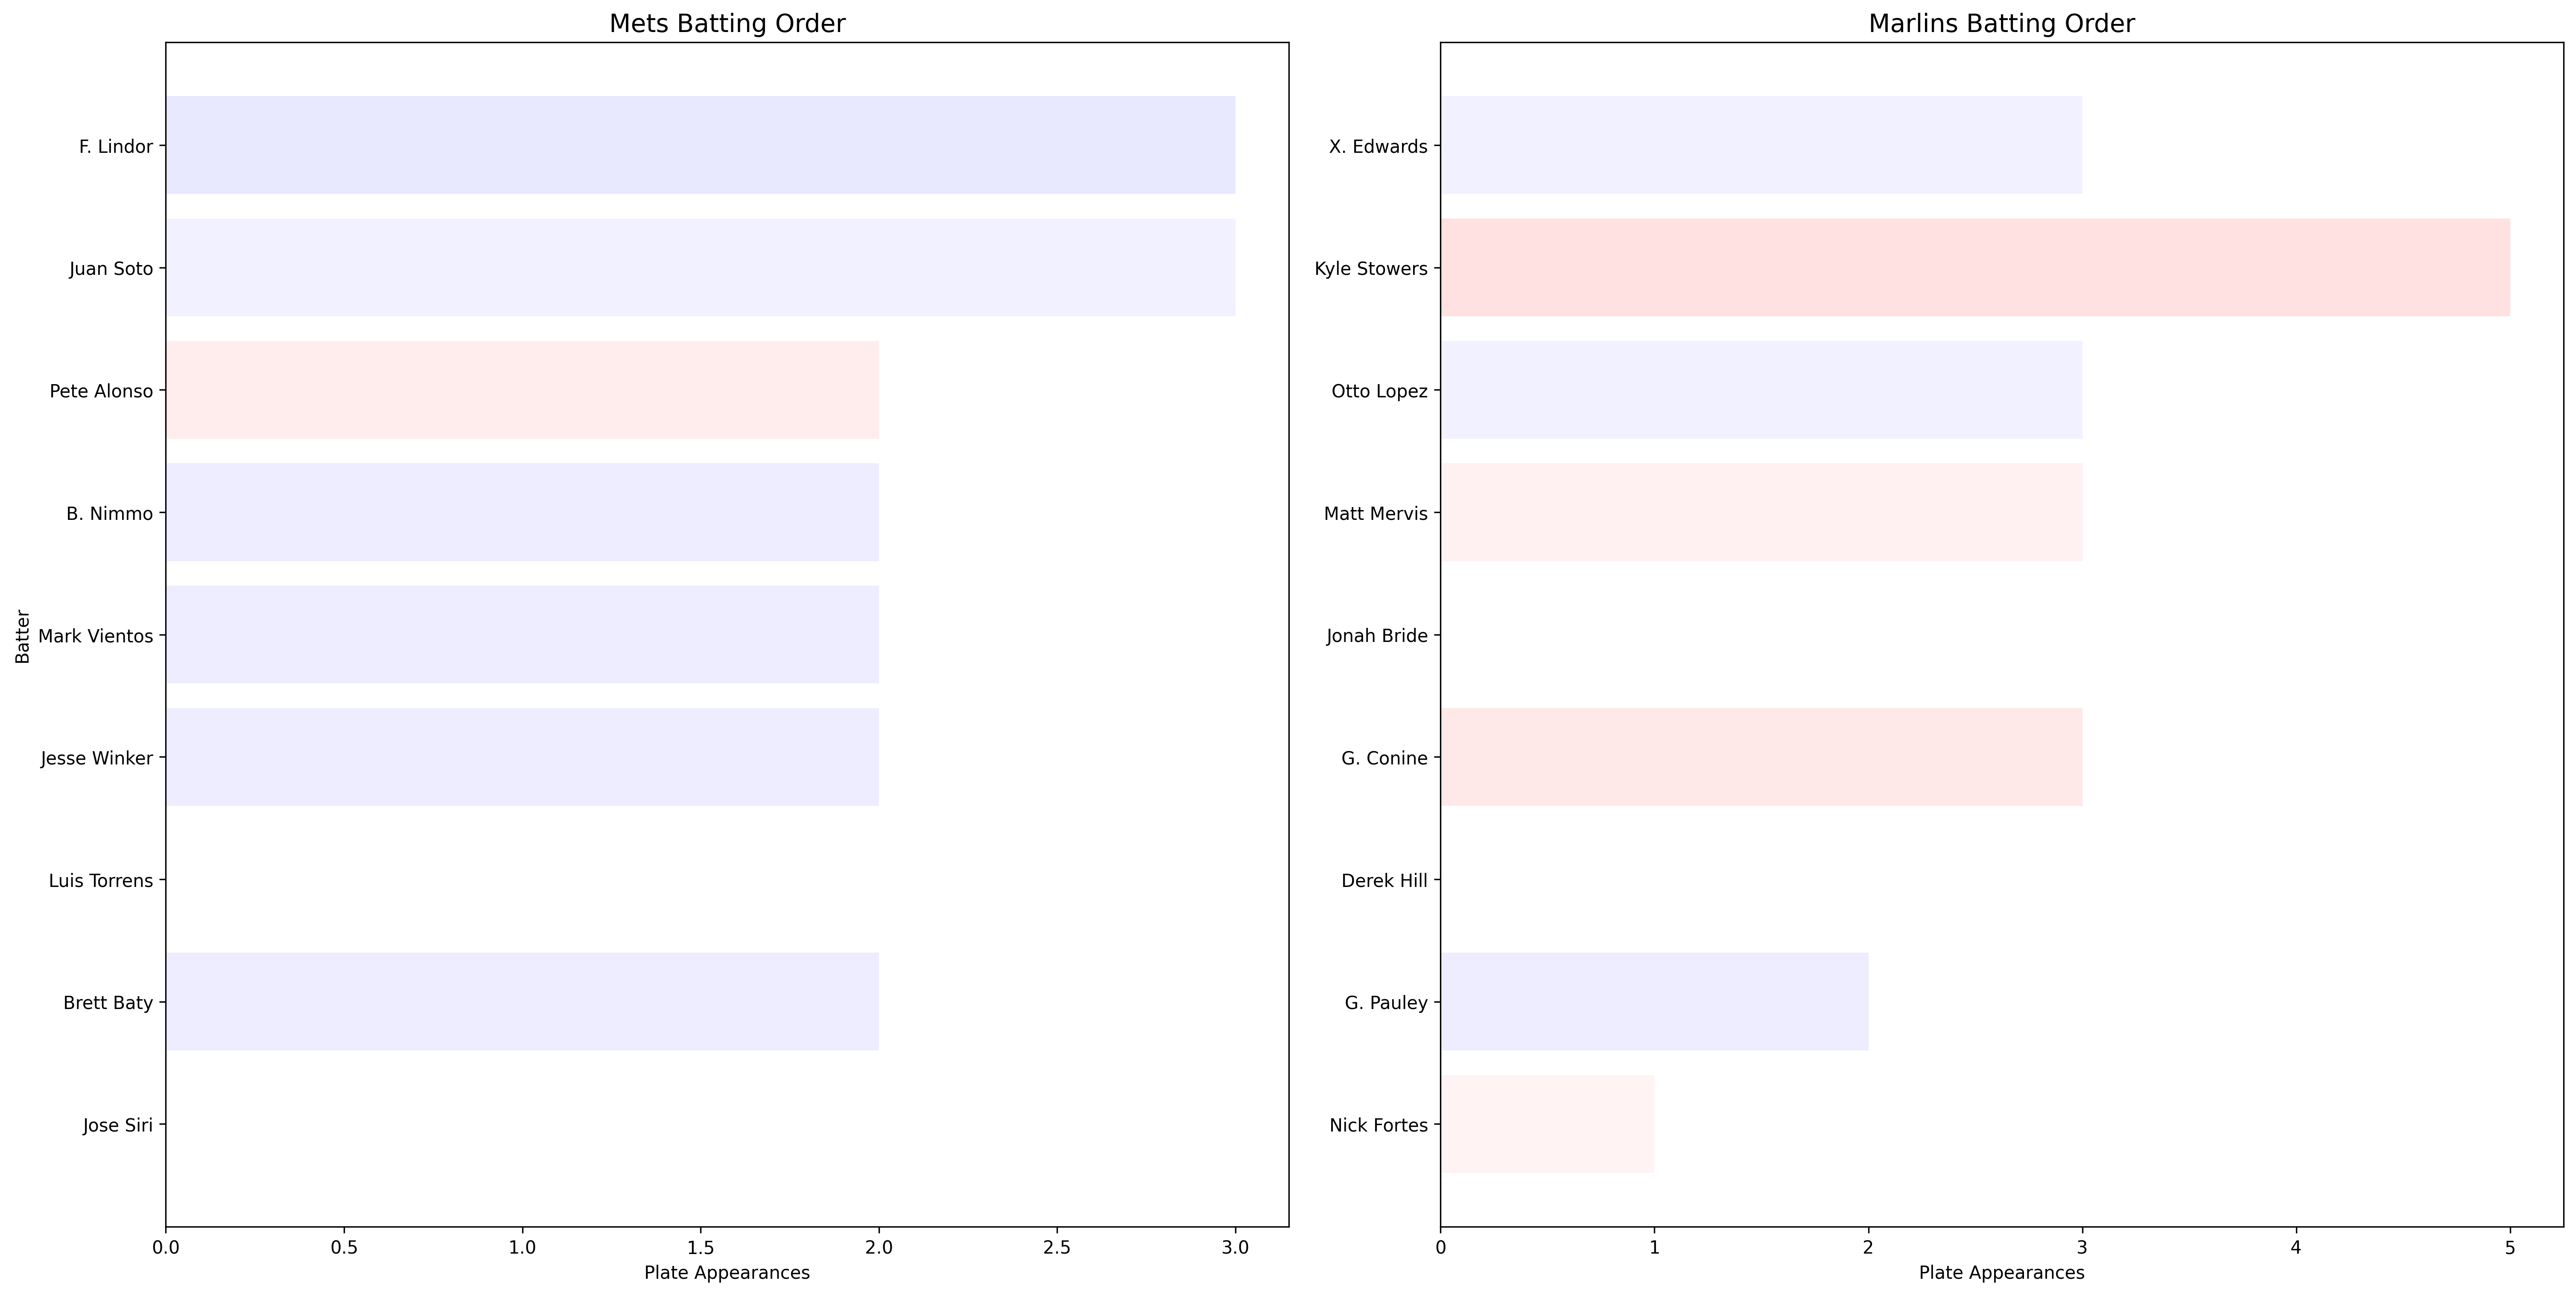 Mets Batting Order
Batter
F. Lindor
Juan Soto
Pete Alonso
B. Nimmo
Mark Vientos
Jesse Winker
Luis Torrens
Brett Baty
Jose Siri
0.0 0.5 1.0 1.5 2.0 2.5 3.0
Plate Appearances
Marlins Batting Order
X. Edwards
Kyle Stowers
Otto Lopez
Matt Mervis
Jonah Bride
G. Conine
Derek Hill
G. Pauley
Nick Fortes
0 1 2 3 4 5
Plate Appearances